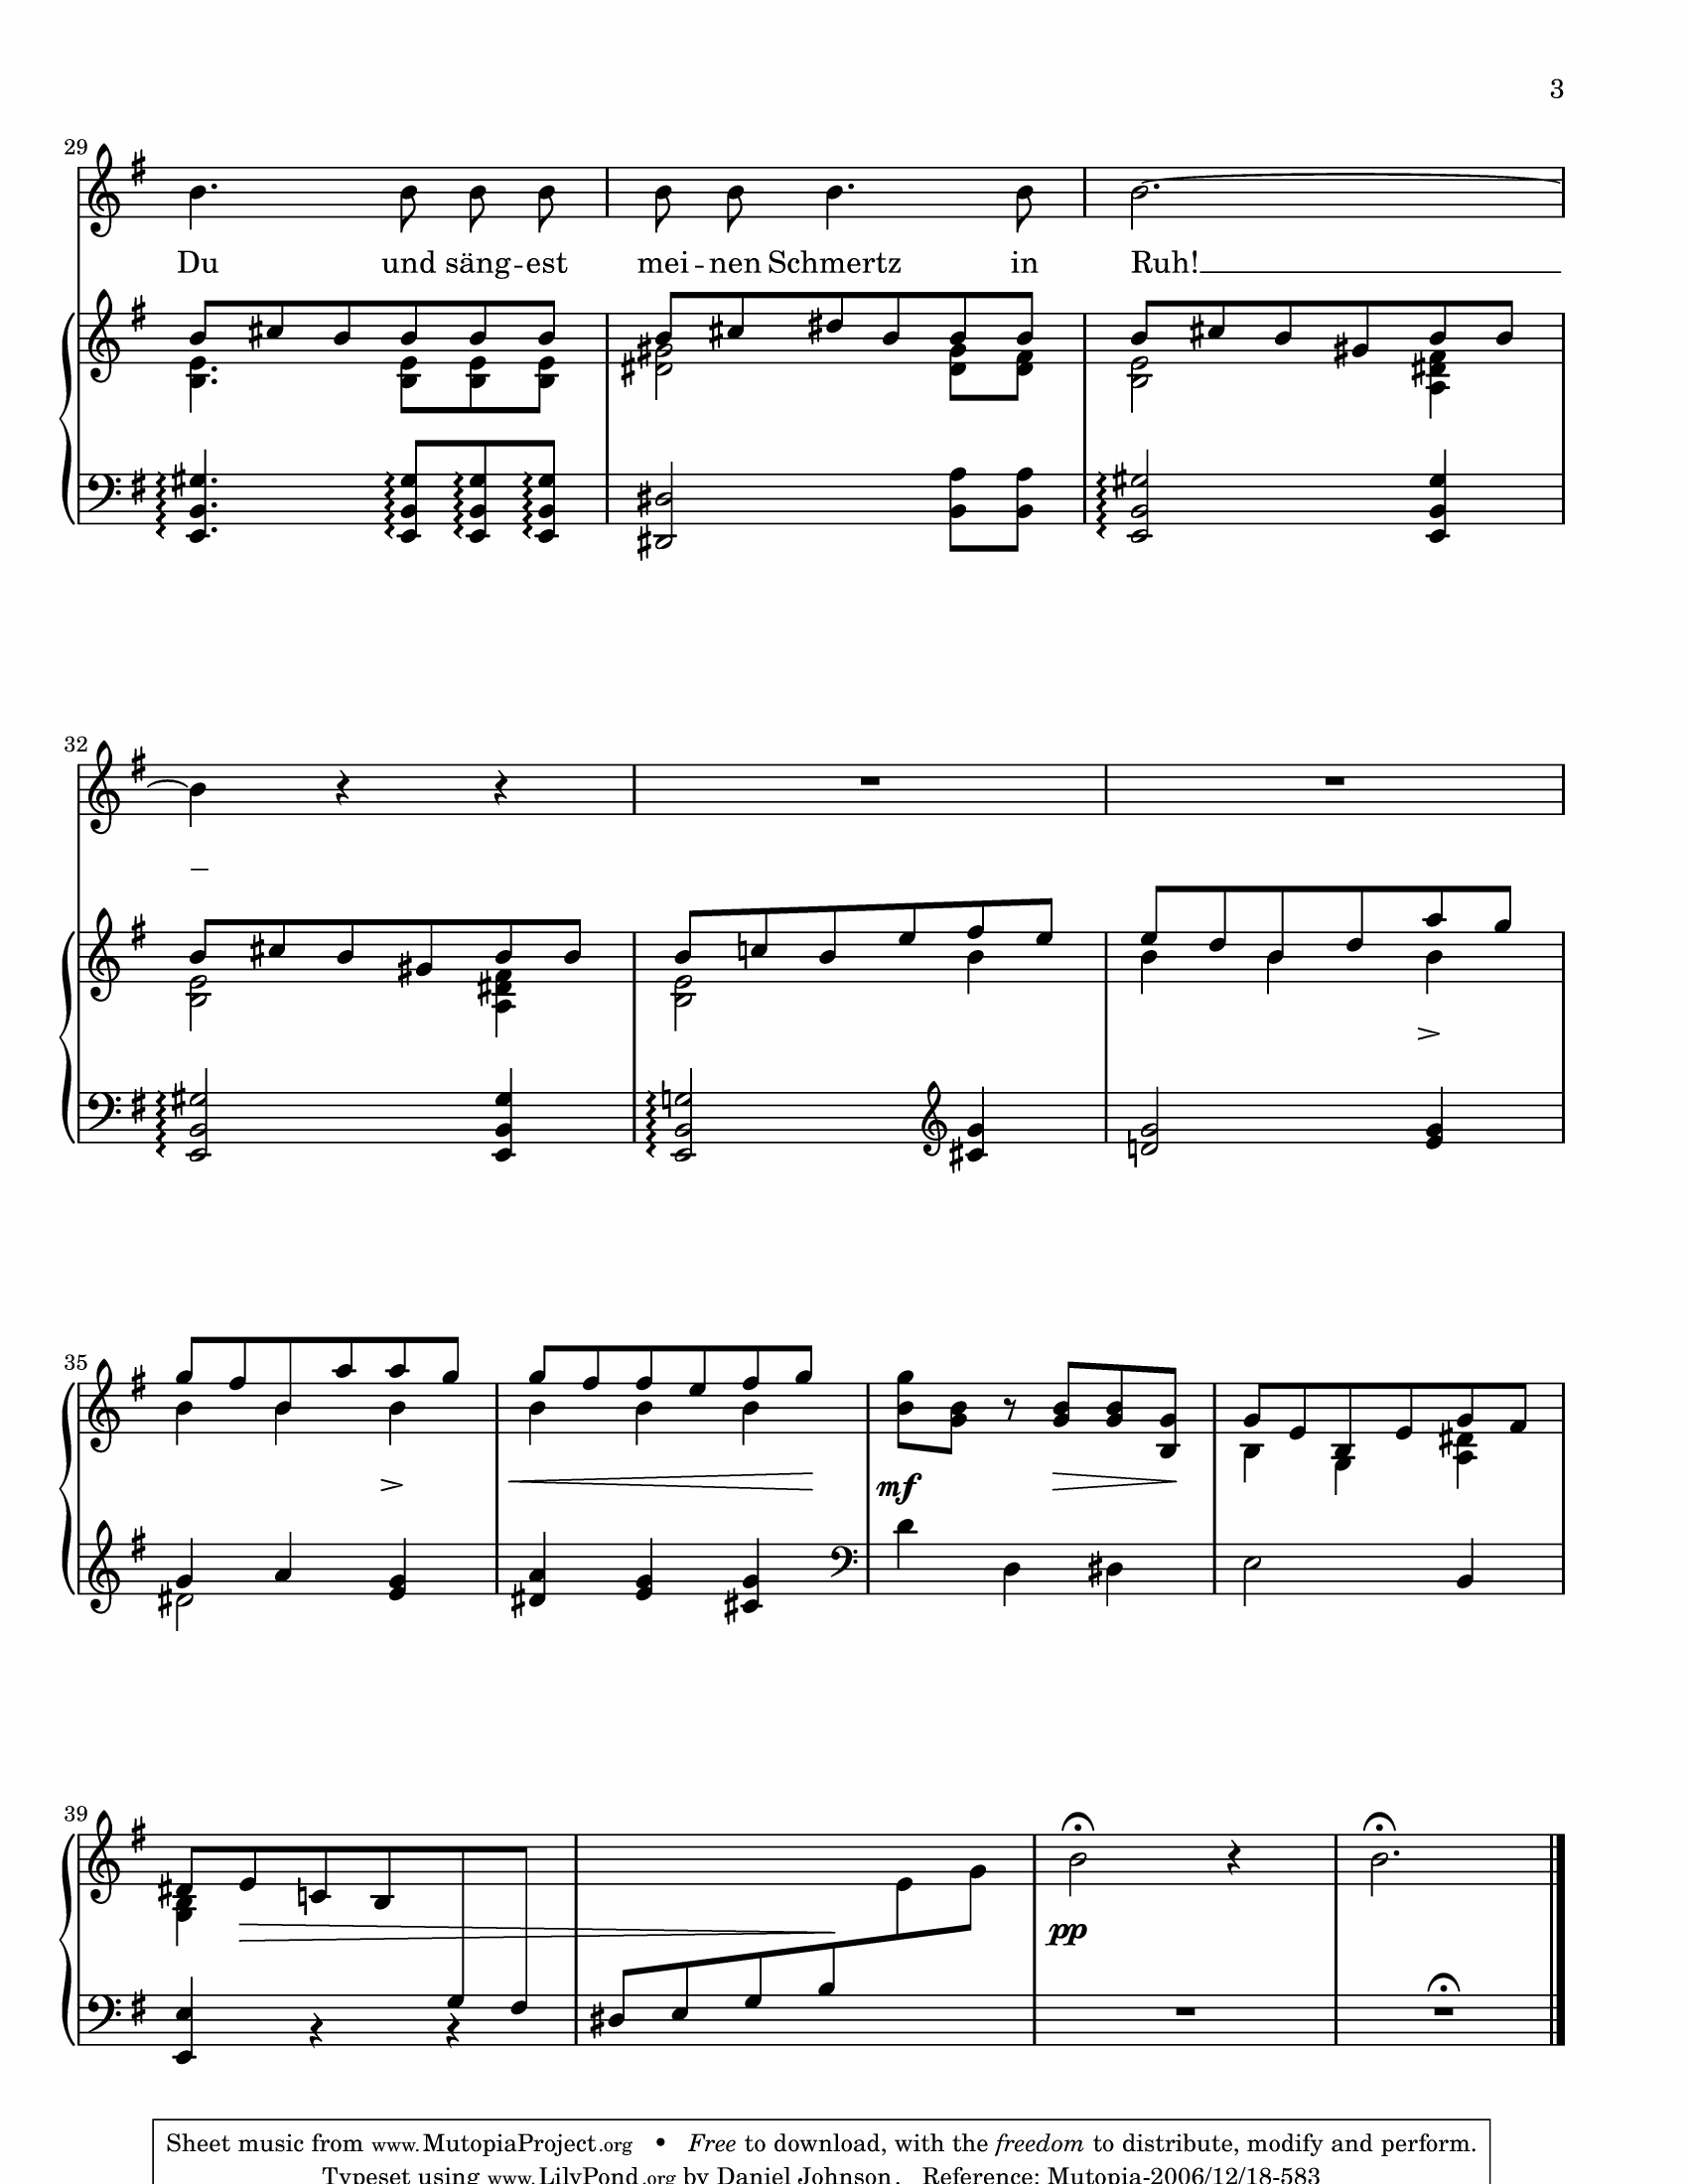 3
29
Du und säng -- est mei -- nen Schmertz in Ruh! __
32
35
mf
39
pp
Sheet music from www.MutopiaProject.org • Free to download, with the freedom to distribute, modify and perform.
Typeset using www.LilyPond.org by Daniel Johnson. Reference: Mutopia-2006/12/18-583